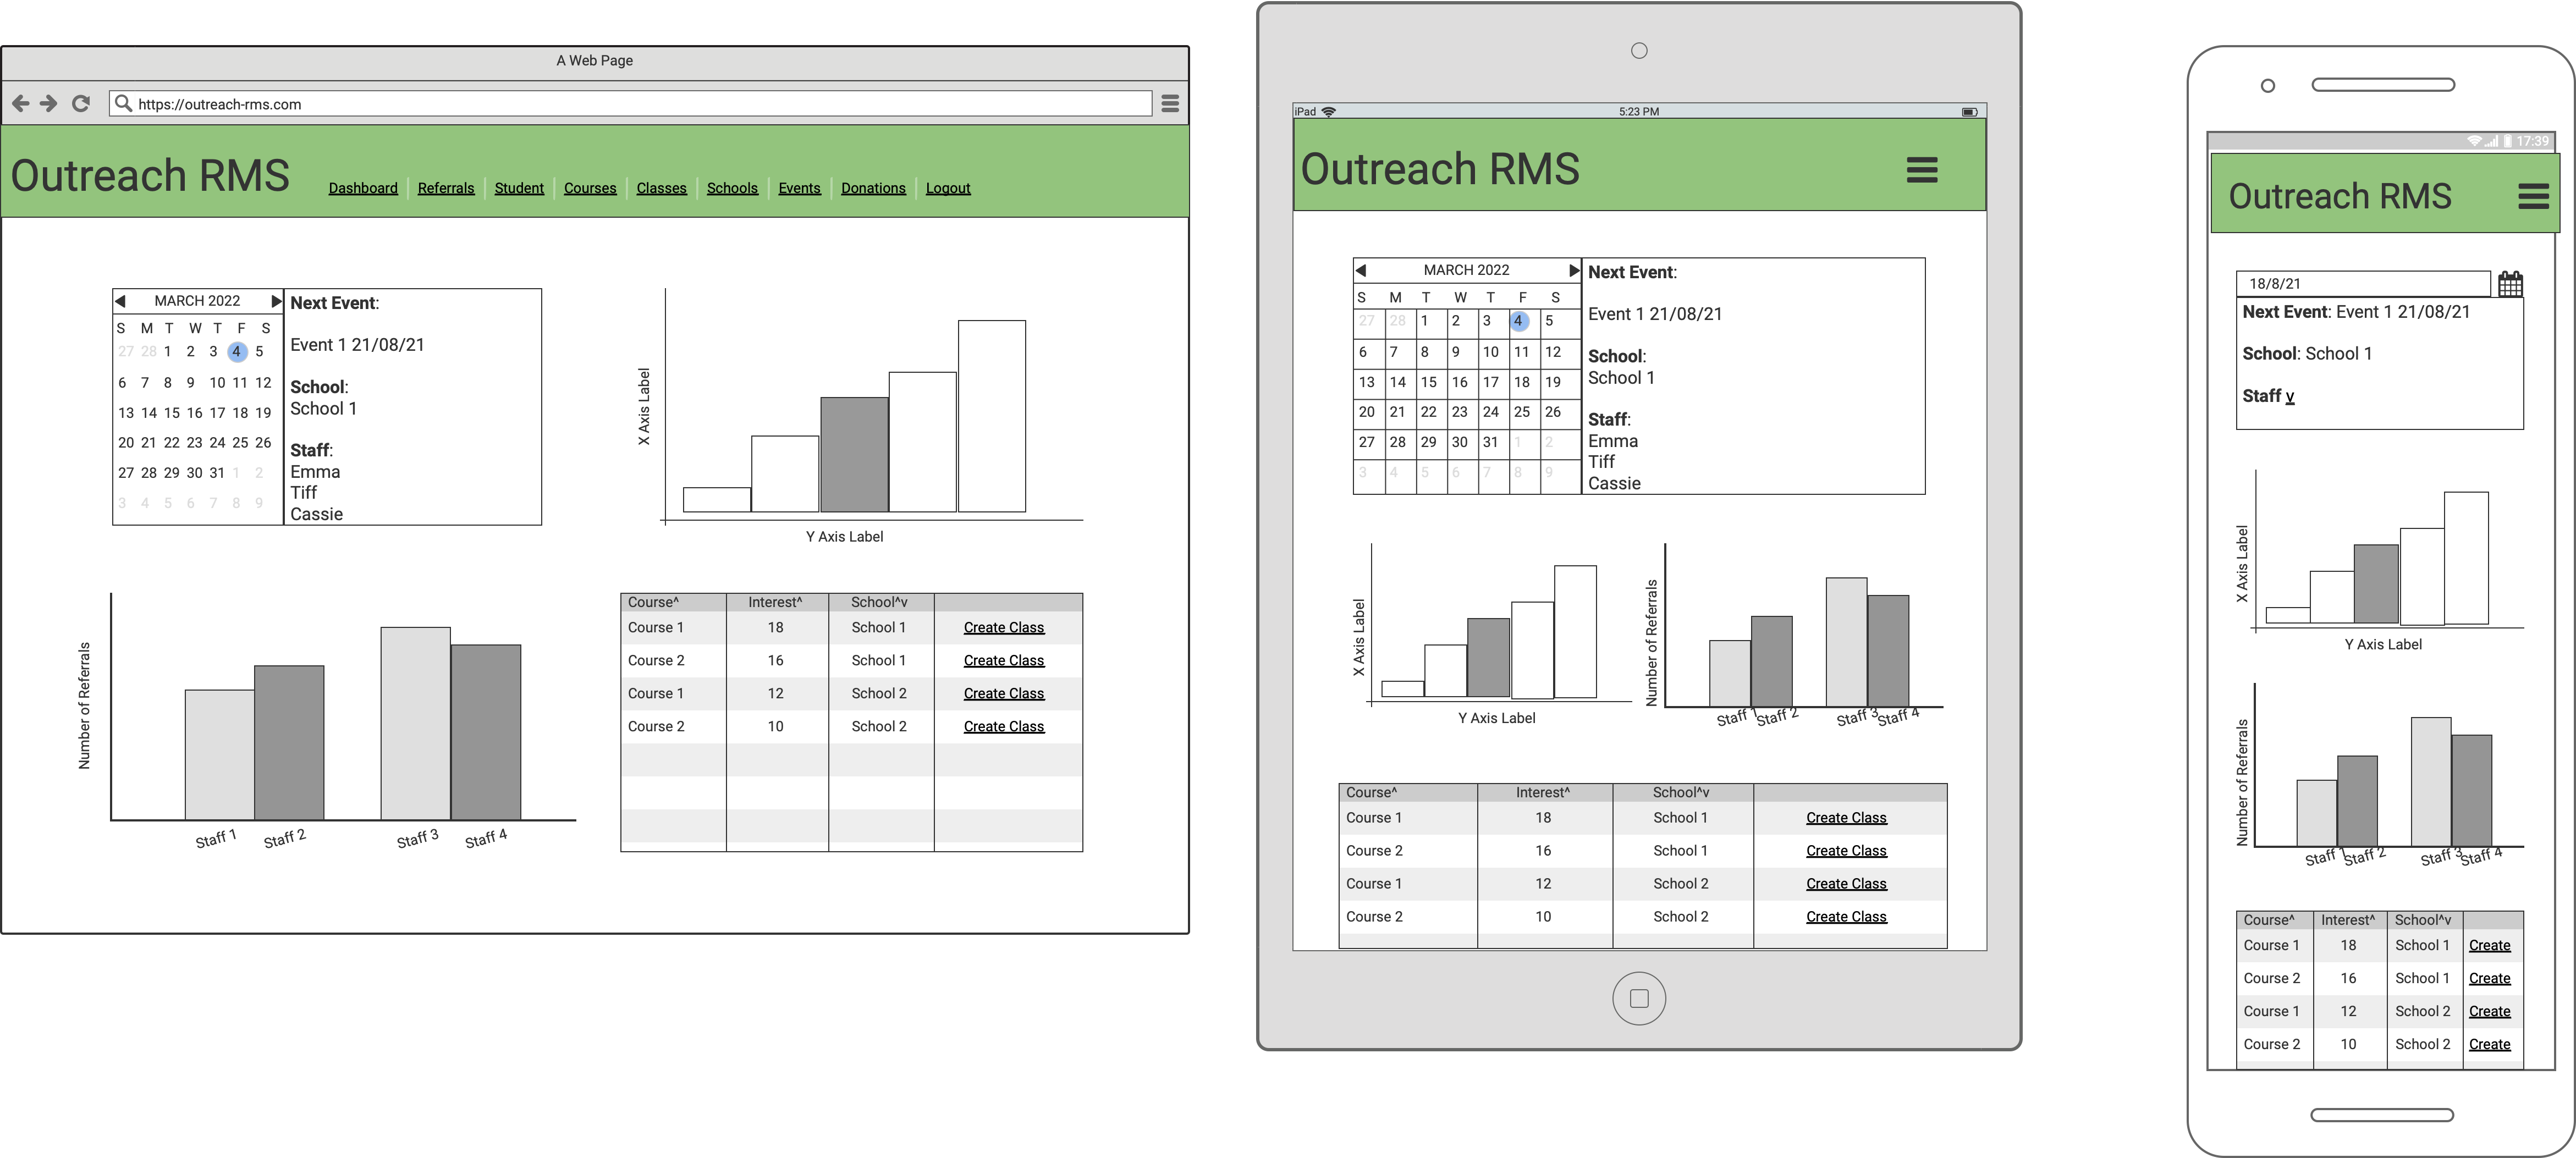 A Web Page
https://outreach-rms.com
Outreach RMS
Dashboard Referrals Student Courses Classes Schools Events Donations Logout
MARCH 2022
S M T W T F S
27 28 1 2 3 4 5
6 7 8 9 10 11 12
13 14 15 16 17 18 19
20 21 22 23 24 25 26
27 28 29 30 31 1 2
3 4 5 6 7 8 9
Next Event:
Event 1 21/08/21
School:
School 1
Staff:
Emma
Tiff
Cassie
X Axis Label
Y Axis Label
Number of Referrals
Staff 1 Staff 2 Staff 3 Staff 4
Course^ Interest^ School^v
Course 1 18 School 1 Create Class
Course 2 16 School 1 Create Class
Course 1 12 School 2 Create Class
Course 2 10 School 2 Create Class
iPad 5:23 PM
Outreach RMS
MARCH 2022
S M T W T F S
27 28 1 2 3 4 5
6 7 8 9 10 11 12
13 14 15 16 17 18 19
20 21 22 23 24 25 26
27 28 29 30 31 1 2
3 4 5 6 7 8 9
Next Event:
Event 1 21/08/21
School:
School 1
Staff:
Emma
Tiff
Cassie
X Axis Label
Y Axis Label
Number of Referrals
Staff 1 Staff 2 Staff 3 Staff 4
Course^ Interest^ School^v
Course 1 18 School 1 Create Class
Course 2 16 School 1 Create Class
Course 1 12 School 2 Create Class
Course 2 10 School 2 Create Class
17:39
Outreach RMS
18/8/21
Next Event: Event 1 21/08/21
School: School 1
Staff v
X Axis Label
Y Axis Label
Number of Referrals
Staff 1 Staff 2 Staff 3 Staff 4
Course^ Interest^ School^v
Course 1 18 School 1 Create
Course 2 16 School 1 Create
Course 1 12 School 2 Create
Course 2 10 School 2 Create